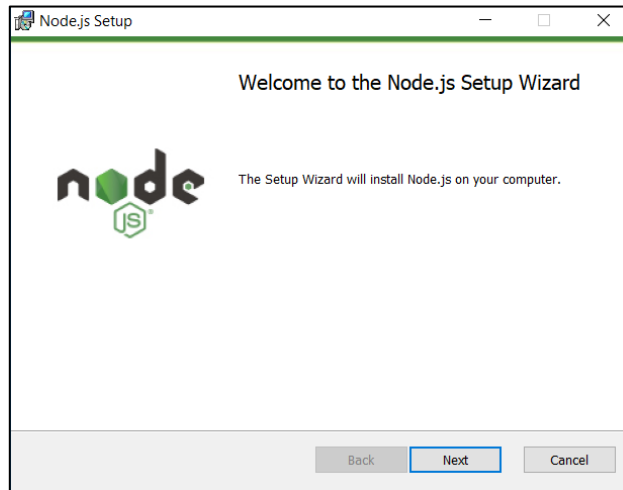 Node.js Setup
Welcome to the Node.js Setup Wizard
The Setup Wizard will install Node.js on your computer.
node
JS
Back
Next
Cancel